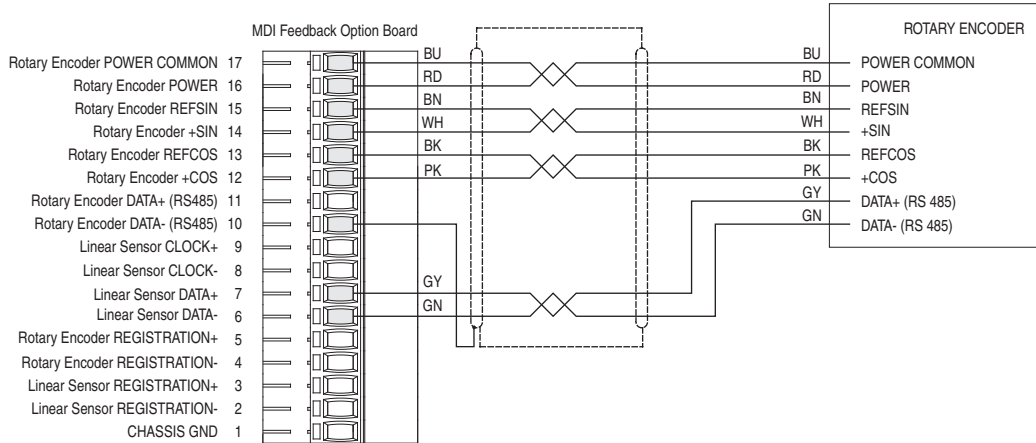 MDI Feedback Option Board
ROTARY ENCODER
Rotary Encoder POWER COMMON 17 BU BU POWER COMMON
Rotary Encoder POWER 16 RD RD POWER
Rotary Encoder REFSIN 15 BN BN REFSIN
Rotary Encoder +SIN 14 WH WH +SIN
Rotary Encoder REFCOS 13 BK BK REFCOS
Rotary Encoder +COS 12 PK PK +COS
Rotary Encoder DATA+ (RS485) 11 GY DATA+ (RS 485)
Rotary Encoder DATA- (RS485) 10 GN DATA- (RS 485)
Linear Sensor CLOCK+ 9
Linear Sensor CLOCK- 8
Linear Sensor DATA+ 7 GY
Linear Sensor DATA- 6 GN
Rotary Encoder REGISTRATION+ 5
Rotary Encoder REGISTRATION- 4
Linear Sensor REGISTRATION+ 3
Linear Sensor REGISTRATION- 2
CHASSIS GND 1